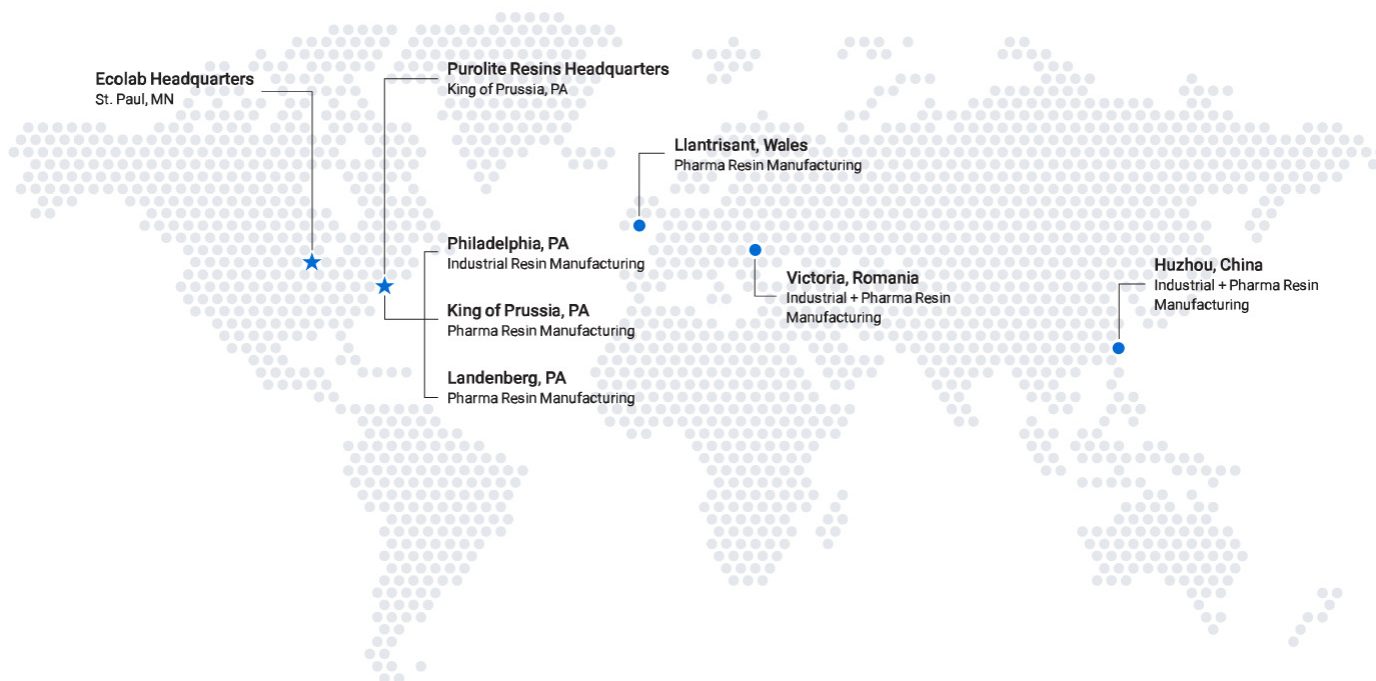 Ecolab Headquarters
St. Paul, MN
Purolite Resins Headquarters
King of Prussia, PA
Llantrisant, Wales
Pharma Resin Manufacturing
Philadelphia, PA
Industrial Resin Manufacturing
King of Prussia, PA
Pharma Resin Manufacturing
Landenberg, PA
Pharma Resin Manufacturing
Victoria, Romania
Industrial + Pharma Resin
Manufacturing
Huzhou, China
Industrial + Pharma Resin
Manufacturing